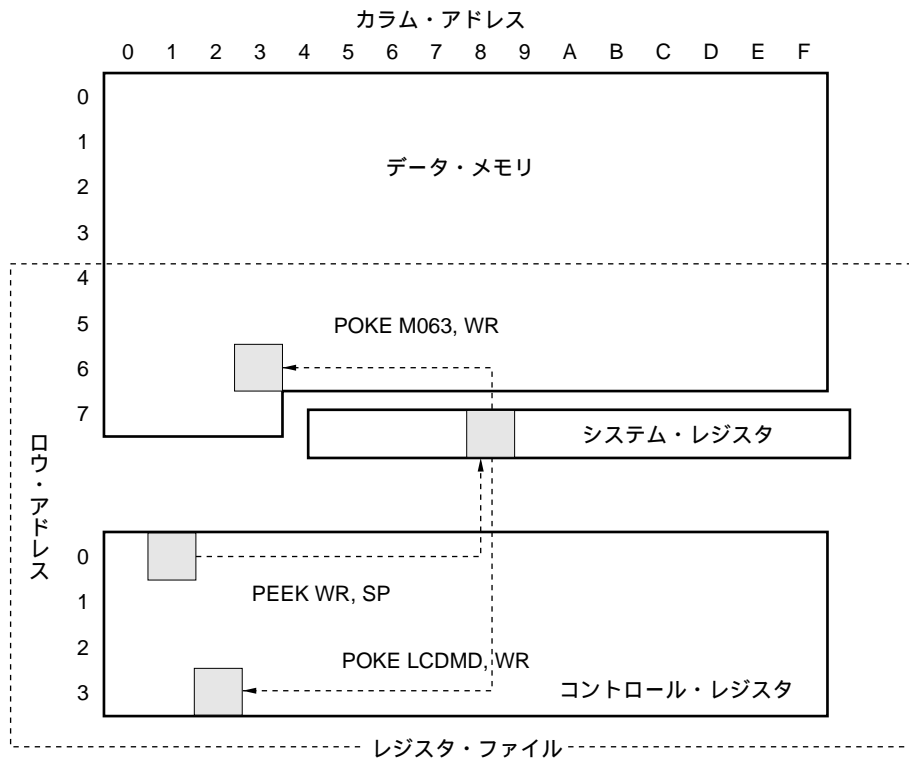 カラム・アドレス
0 1 2 3 4 5 6 7 8 9 A B C D E F
0
1
データ・メモリ
2
3
4
5
POKE M063, WR
6
7
システム・レジスタ
ロウ・アドレス
0
PEEK WR, SP
1
2
POKE LCDMD, WR
3
コントロール・レジスタ
レジスタ・ファイル